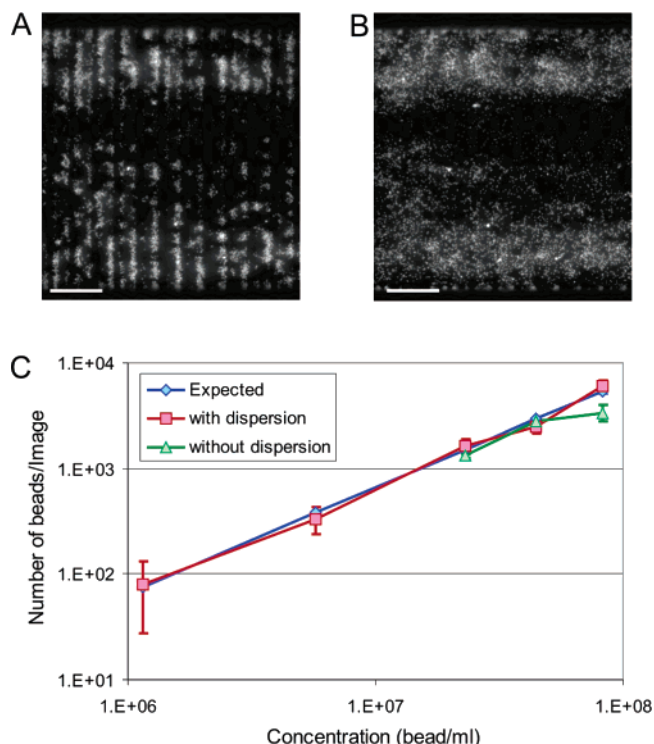 A
B
C
1.E+04
1.E+03
1.E+02
1.E+01
Number of beads/Image
Expected
with dispersion
without dispersion
1.E+06
1.E+07
1.E+08
Concentration (bead/ml)